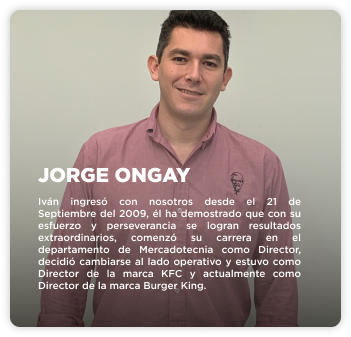 JORGE ONGAY
Iván ingresó con nosotros desde el 21 de
Septiembre del 2009, él ha demostrado que con su
esfuerzo y perseverancia se logran resultados
extraordinarios, comenzó su carrera en el
departamento de Mercadotecnia como Director,
decidió cambiarse al lado operativo y estuvo como
Director de la marca KFC y actualmente como
Director de la marca Burger King.